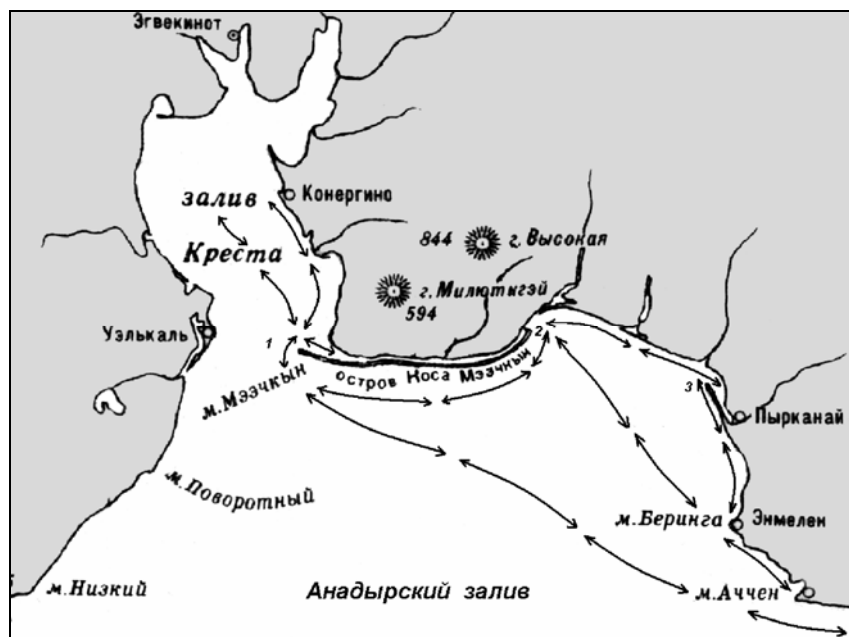 Эгвекинот
залив
Конергино
Креста
844
г. Высокая
г. Милюткгэй
594
Уэлькаль
1
2
остров Коса Мээчкын
м. Мээчкын
3
Пырканай
м. Поворотный
м. Беринга
Энмелен
м. Низкий
Анадырский залив
м. Аччен